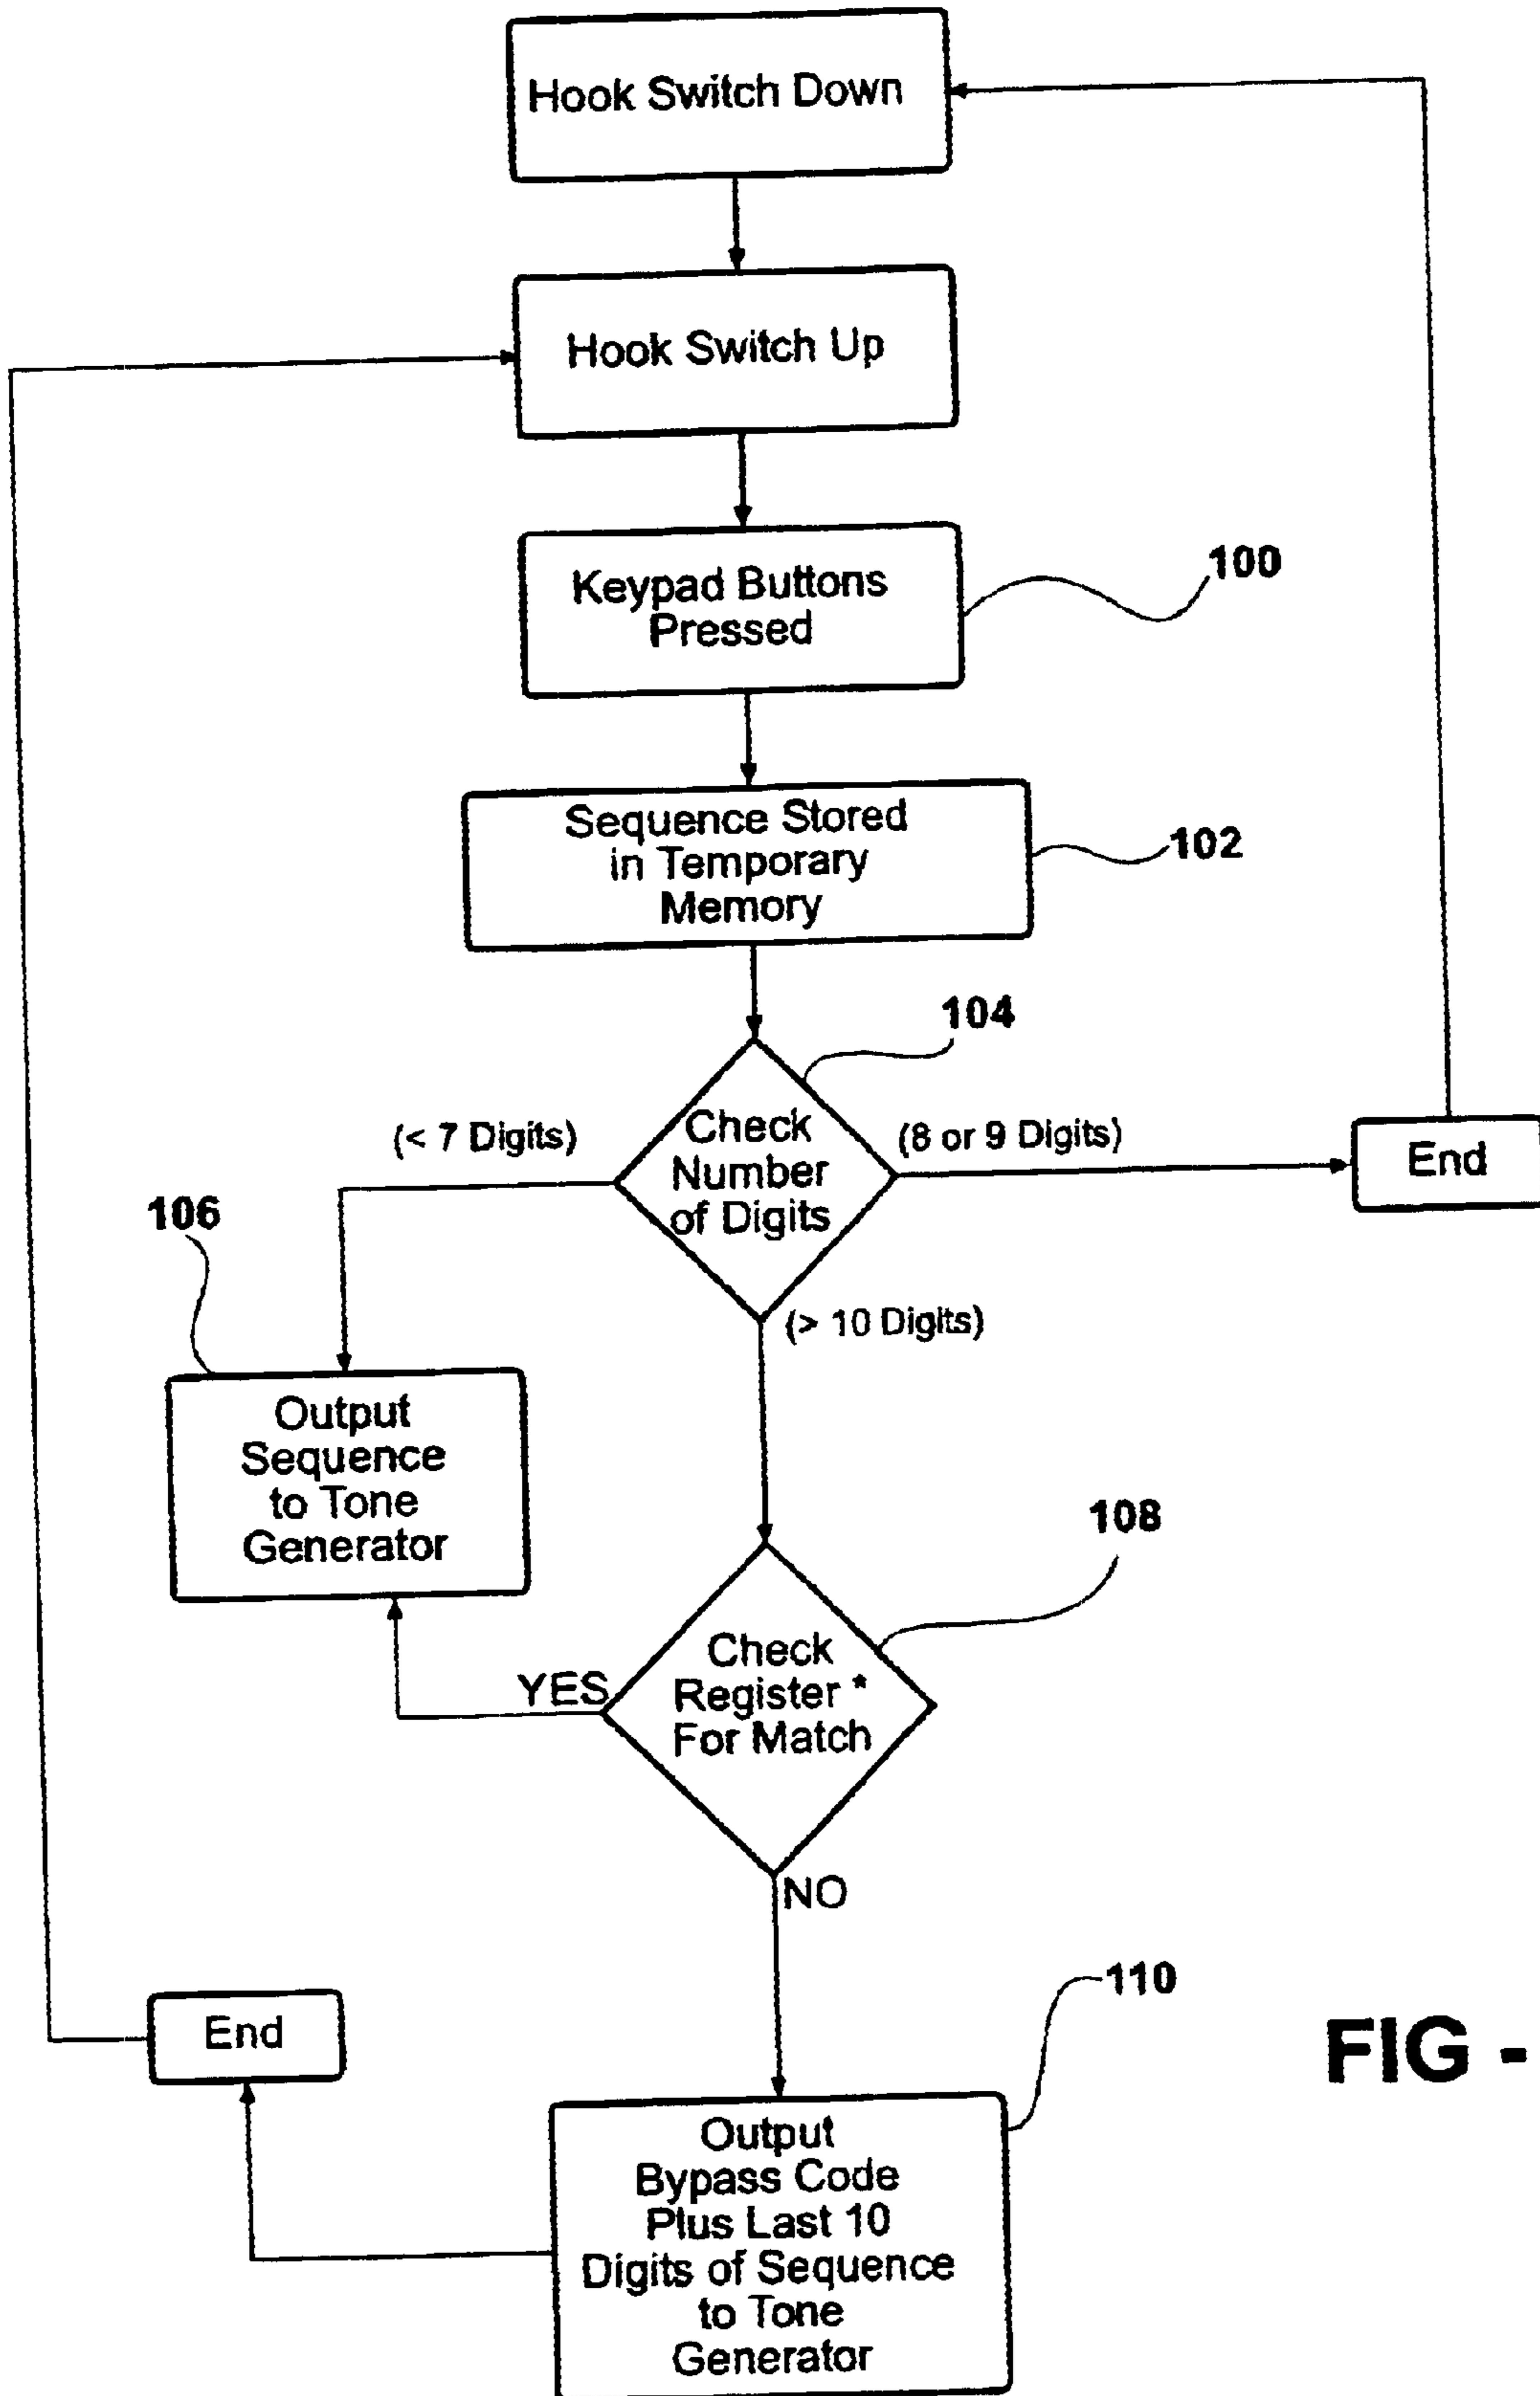 Hook Switch Down
Hook Switch Up
Keypad Buttons
Pressed
100
Sequence Stored
in Temporary
Memory
102
104
(< 7 Digits)
Check
Number
of Digits
(8 or 9 Digits)
End
106
(> 10 Digits)
Output
Sequence
to Tone
Generator
108
YES
Check
Register *
For Match
NO
110
End
FIG -
Output
Bypass Code
Plus Last 10
Digits of Sequence
to Tone
Generator